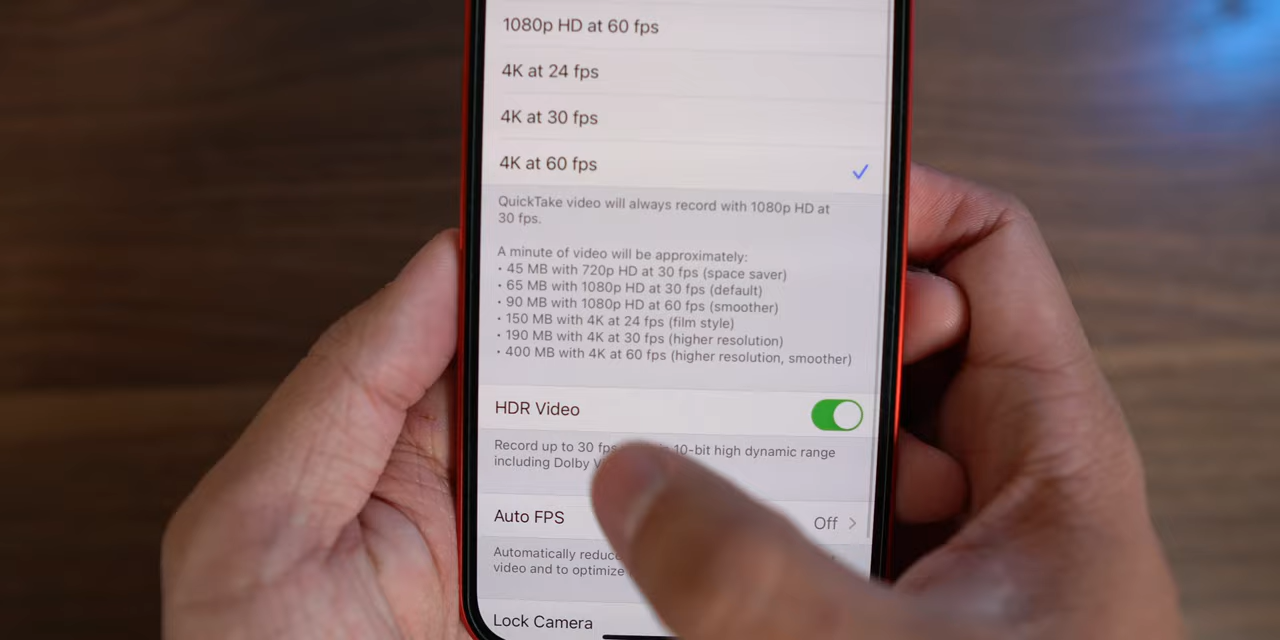 1080p HD at 60 fps
4K at 24 fps
4K at 30 fps
4K at 60 fps
QuickTake video will always record with 1080p HD at
30 fps.
A minute of video will be approximately:
• 45 MB with 720p HD at 30 fps (space saver)
• 65 MB with 1080p HD at 30 fps (default)
• 90 MB with 1080p HD at 60 fps (smoother)
• 150 MB with 4K at 24 fps (film style)
• 190 MB with 4K at 30 fps (higher resolution)
• 400 MB with 4K at 60 fps (higher resolution, smoother)
HDR Video
Record up to 30 fps 10-bit high dynamic range
including Dolby
Auto FPS Off
Automatically
video and to optimize
Lock Camera